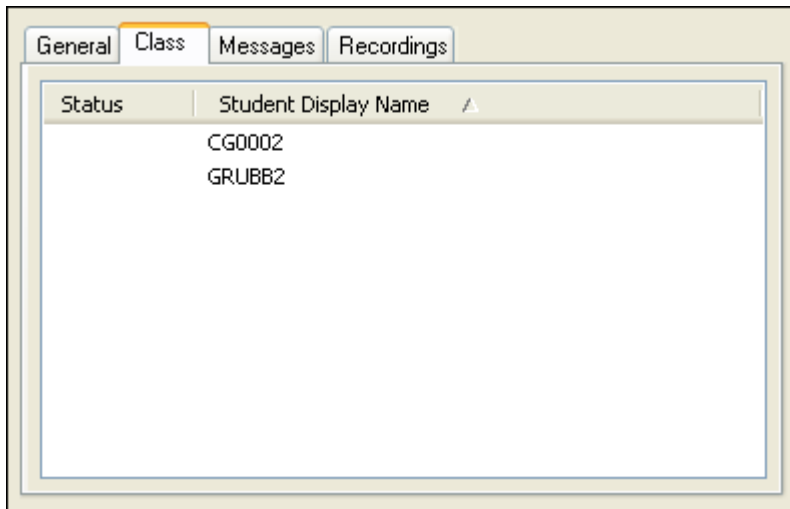 General Class Messages Recordings
Status Student Display Name
CG0002
GRUBB2